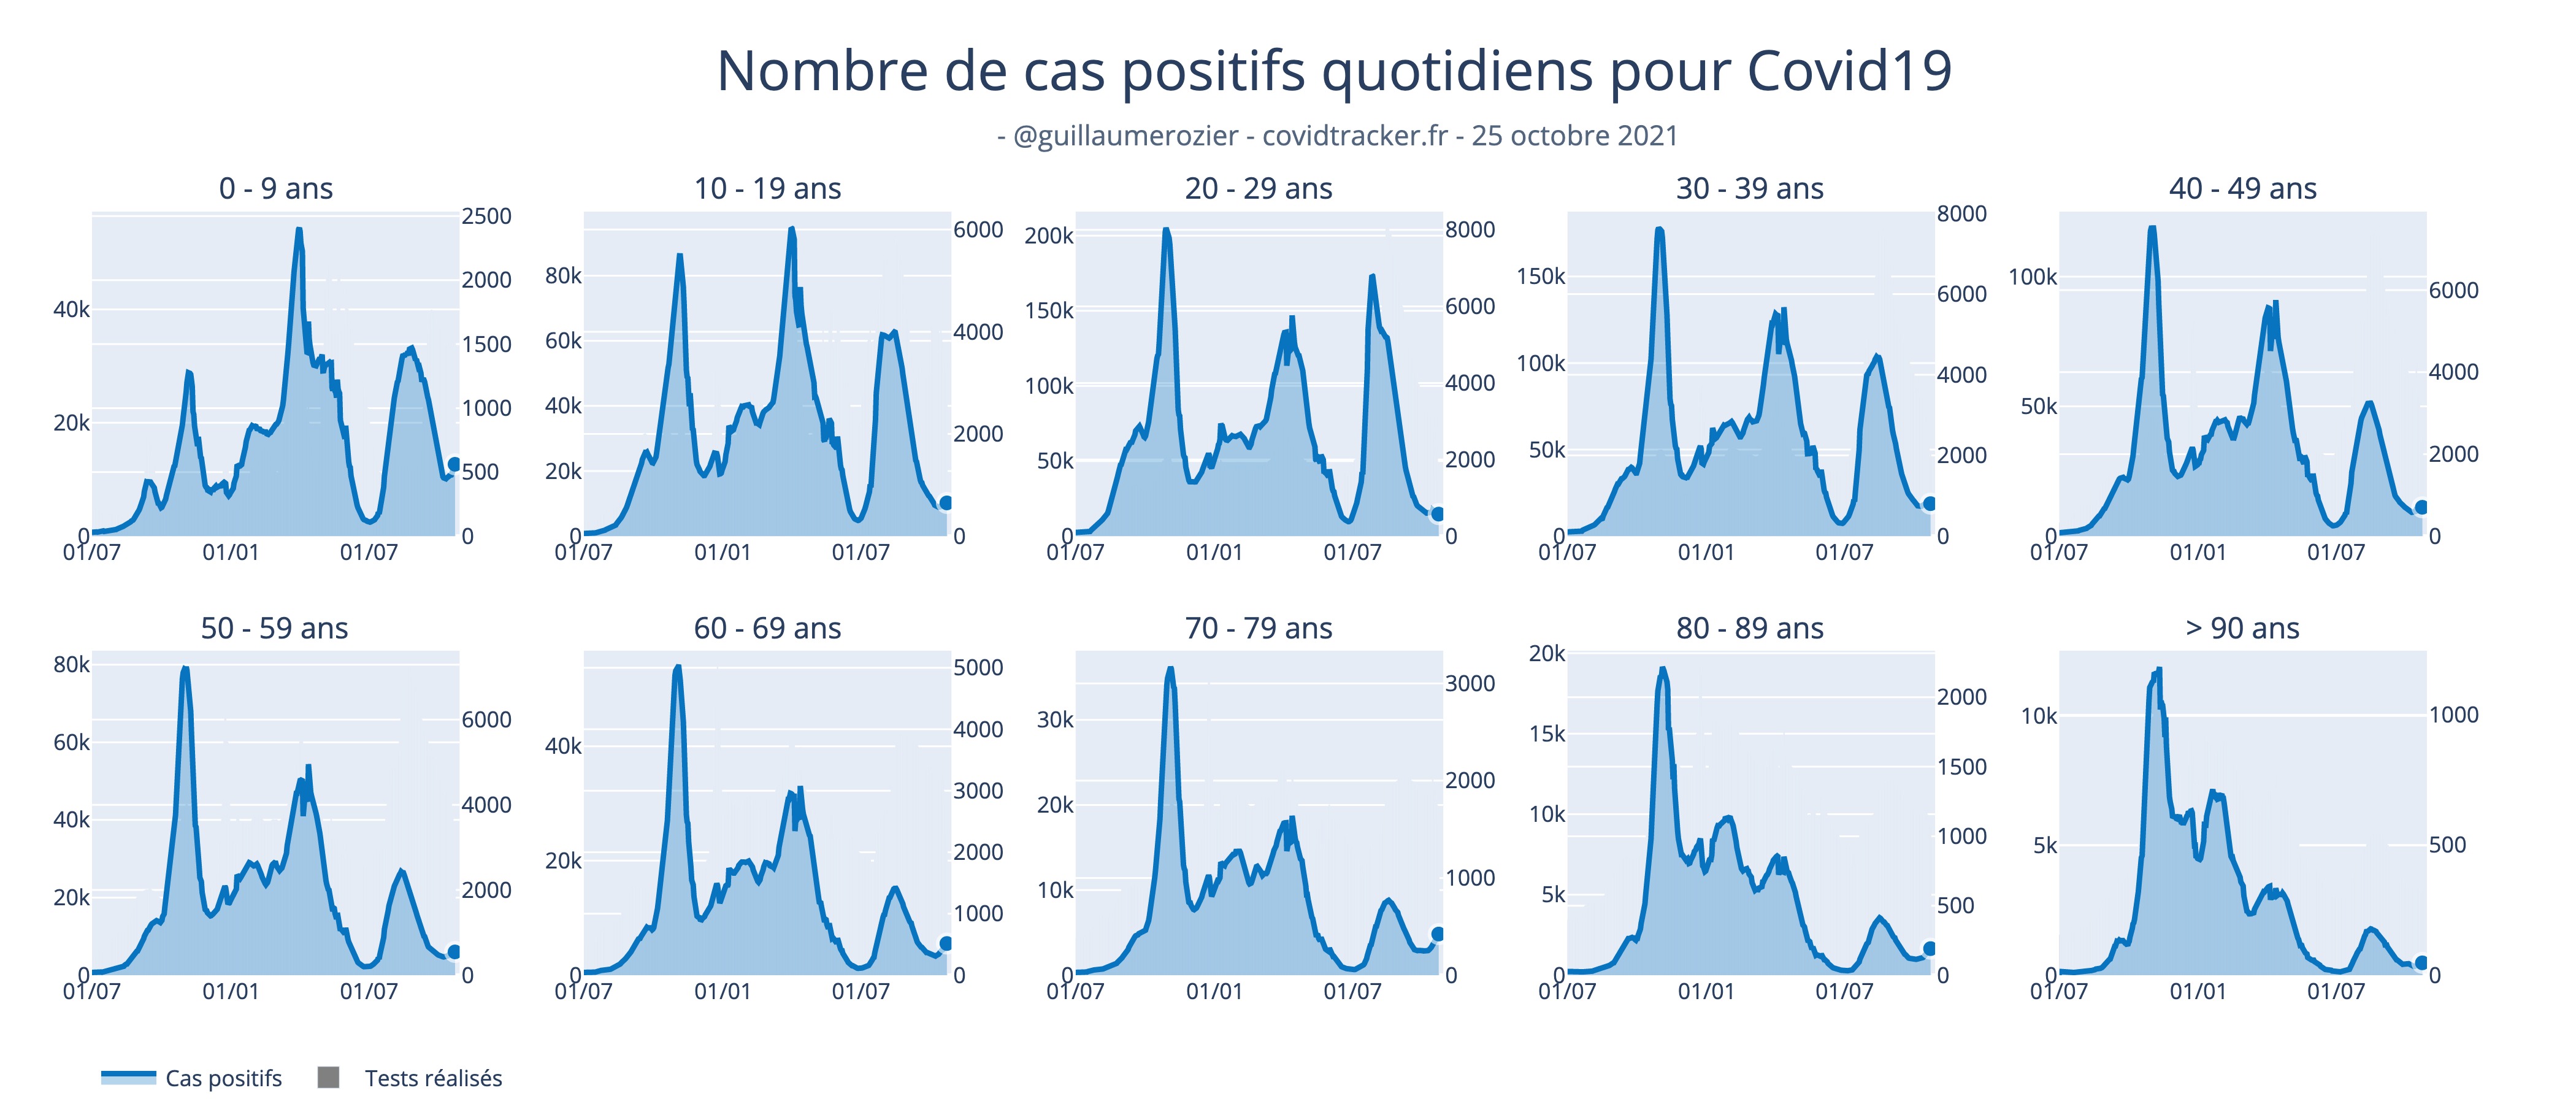 Nombre de cas positifs quotidiens pour Covid19
- @guillaumerozier - covidtracker.fr - 25 octobre 2021
0 - 9 ans
10 - 19 ans
20 - 29 ans
30 - 39 ans
40 - 49 ans
0
20k
40k
0
500
1000
1500
2000
2500
01/07
01/01
01/07
0
20k
40k
60k
80k
0
2000
4000
6000
01/07
01/01
01/07
0
50k
100k
150k
200k
0
2000
4000
6000
8000
01/07
01/01
01/07
0
50k
100k
150k
0
2000
4000
6000
8000
01/07
01/01
01/07
0
50k
100k
0
2000
4000
6000
01/07
01/01
01/07
50 - 59 ans
60 - 69 ans
70 - 79 ans
80 - 89 ans
> 90 ans
0
20k
40k
60k
80k
0
2000
4000
6000
01/07
01/01
01/07
0
20k
40k
0
1000
2000
3000
4000
5000
01/07
01/01
01/07
0
10k
20k
30k
0
1000
2000
3000
01/07
01/01
01/07
0
5k
10k
15k
20k
0
500
1000
1500
2000
01/07
01/01
01/07
0
5k
10k
0
500
1000
01/07
01/01
01/07
Cas positifs
Tests réalisés